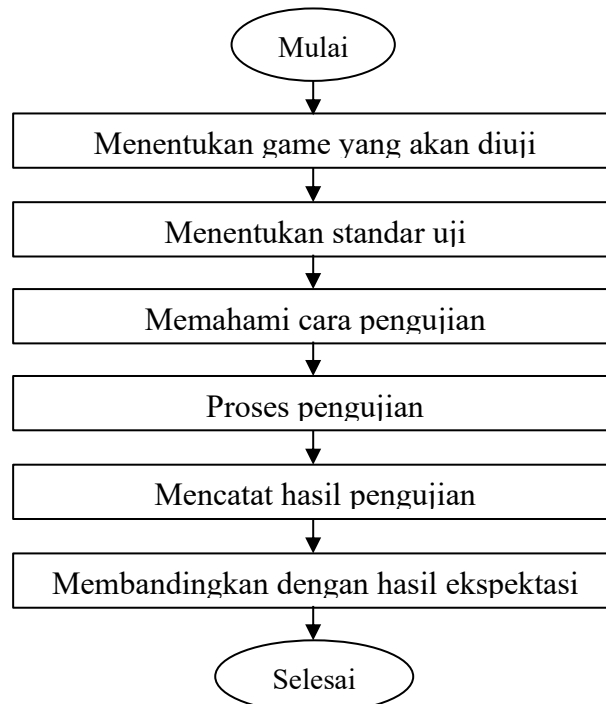 Mulai
Menentukan game yang akan diuji
Menentukan standar uji
Memahami cara pengujian
Proses pengujian
Mencatat hasil pengujian
Membandingkan dengan hasil ekspektasi
Selesai